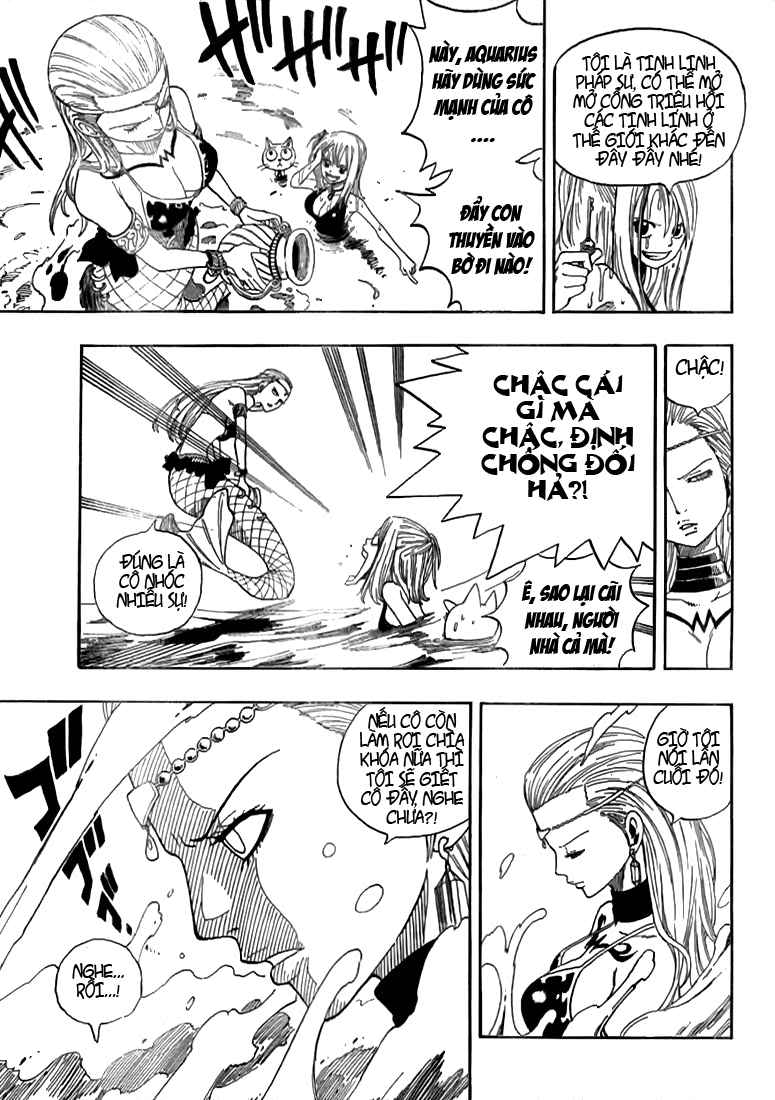 TÔI LÀ TINH LINH
PHÁP SƯ, CÓ THỂ MỞ
MỞ CỔNG TRIỆU HỒI
CÁC TINH LINH Ở
THẾ GIỚI KHÁC ĐẾN
ĐÂY ĐẤY NHÉ!
NÀY, AQUARIUS
HÃY DÙNG SỨC
MẠNH CỦA CÔ
....
ĐẨY CON
THUYỀN VÀO
BỜ ĐI NÀO!
CHẬC!
CHẬC CÁI
GÌ MÀ
CHẬC, ĐỊNH
CHỐNG ĐỐI
HẢ?!
Ê, SAO LẠI CÃI
NHAU, NGƯỜI
NHÀ CẢ MÀ!
ĐÚNG LÀ
CÔ NHÓC
NHIỄU SỰ!
GIỜ TÔI
NÓI LẦN
CUỐI ĐÓ!
NẾU CÔ CÒN
LÀM RƠI CHÌA
KHÓA NỮA THÌ
TÔI SẼ GIẾT
CÔ ĐẤY, NGHE
CHƯA?!
ゴゴゴ
NGHE...
RỒI...!